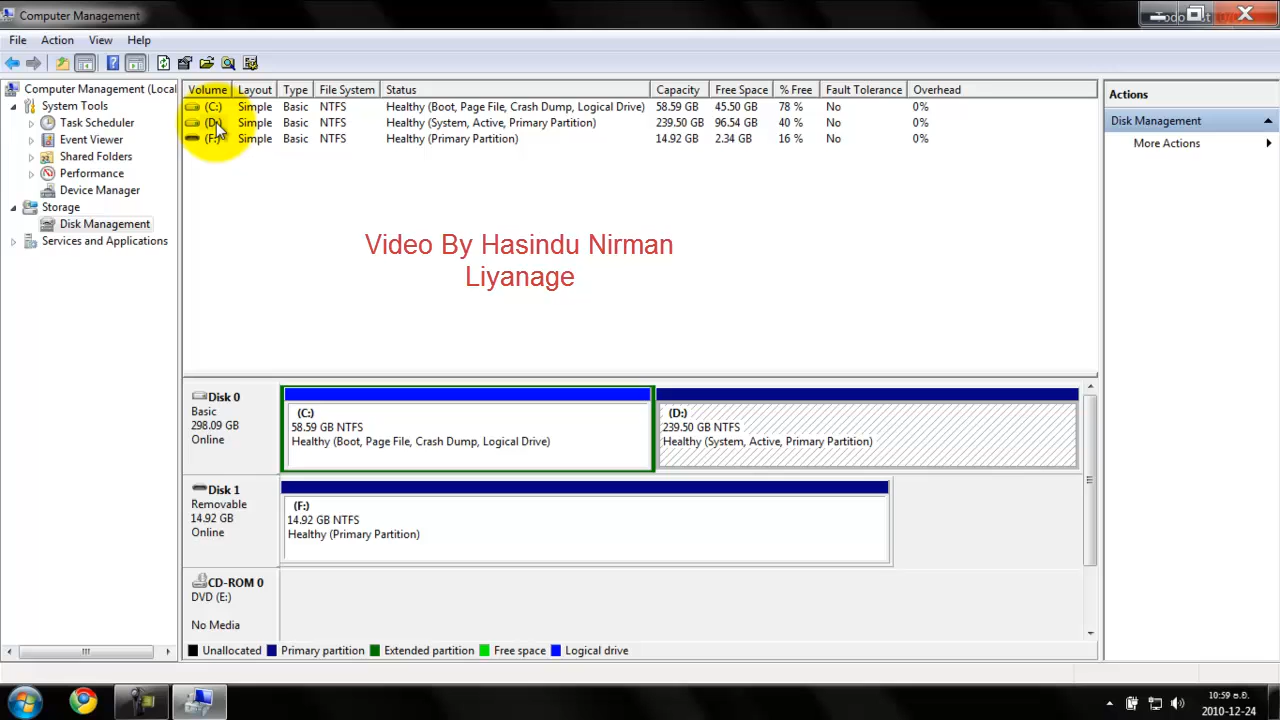 Computer Management
File Action View Help
Computer Management (Local
System Tools
Task Scheduler
Event Viewer
Shared Folders
Performance
Device Manager
Storage
Disk Management
Services and Applications
Volume Layout Type File System Status Capacity Free Space % Free Fault Tolerance Overhead
(C:) Simple Basic NTFS Healthy (Boot, Page File, Crash Dump, Logical Drive) 58.59 GB 45.50 GB 78 % No 0%
(D:) Simple Basic NTFS Healthy (System, Active, Primary Partition) 239.50 GB 96.54 GB 40 % No 0%
(F:) Simple Basic NTFS Healthy (Primary Partition) 14.92 GB 2.34 GB 16 % No 0%
Video By Hasindu Nirman
Liyanage
Disk 0
Basic
298.09 GB
Online
(C:)
58.59 GB NTFS
Healthy (Boot, Page File, Crash Dump, Logical Drive)
(D:)
239.50 GB NTFS
Healthy (System, Active, Primary Partition)
Disk 1
Removable
14.92 GB
Online
(F:)
14.92 GB NTFS
Healthy (Primary Partition)
CD-ROM 0
DVD (E:)
No Media
Unallocated Primary partition Extended partition Free space Logical drive
Actions
Disk Management
More Actions
10:59
2010-12-24